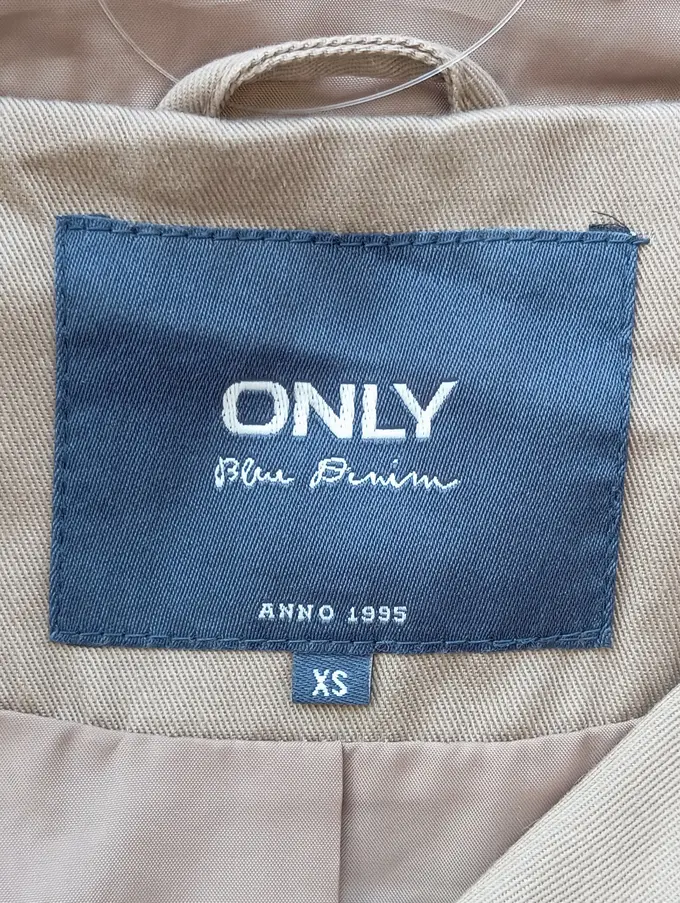 ONLY
Blue Denim
ANNO 1995
XS